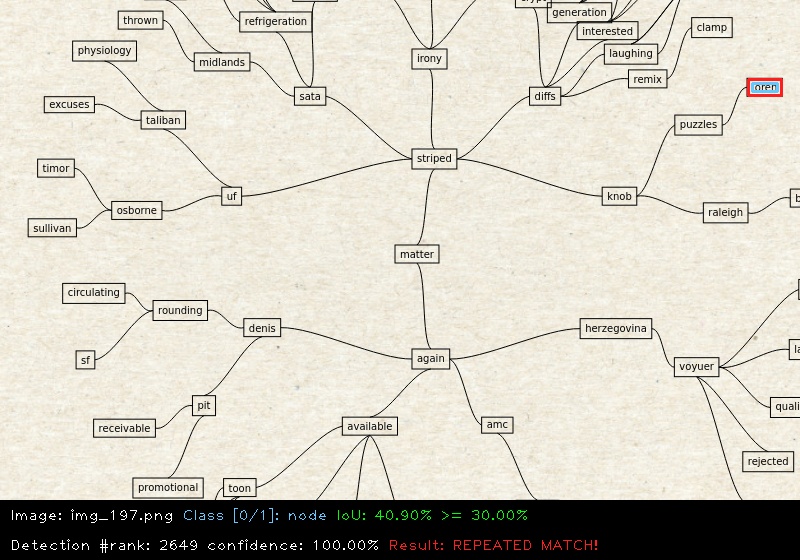 thrown
refrigeration
generation
interested
clamp
physiology
midlands
irony
laughing
remix
oren
excuses
sata
diffs
taliban
puzzles
striped
timor
uf
knob
osborne
raleigh
sullivan
matter
circulating
rounding
denis
herzegovina
sf
again
voyuer
pit
receivable
available
amc
rejected
promotional
toon
Image: img_197.png Class [0/1]: node IoU: 40.90% >= 30.00%
Detection #rank: 2649 confidence: 100.00% Result: REPEATED MATCH!